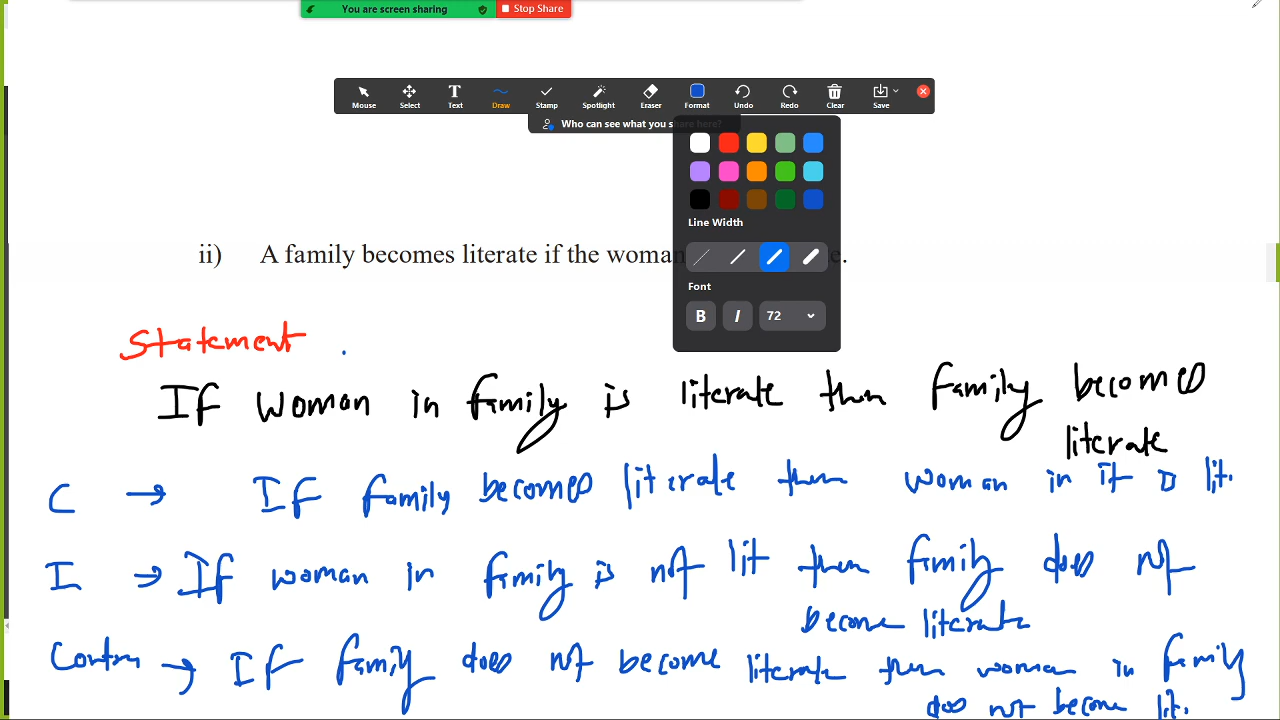 You are screen sharing
Stop Share
Mouse Select Text Draw Stamp Spotlight Eraser Format Undo Redo Clear Save
Who can see what you share here?
Line Width
ii) A family becomes literate if the woman e.
Font
B I 72
Statement
If woman in family is literate then family becomes
literate
C → If family becomes literate then woman in it is lit.
I → If woman in family is not lit then family does not
become literate
Contra → If family does not become literate then woman in family
does not become lit.